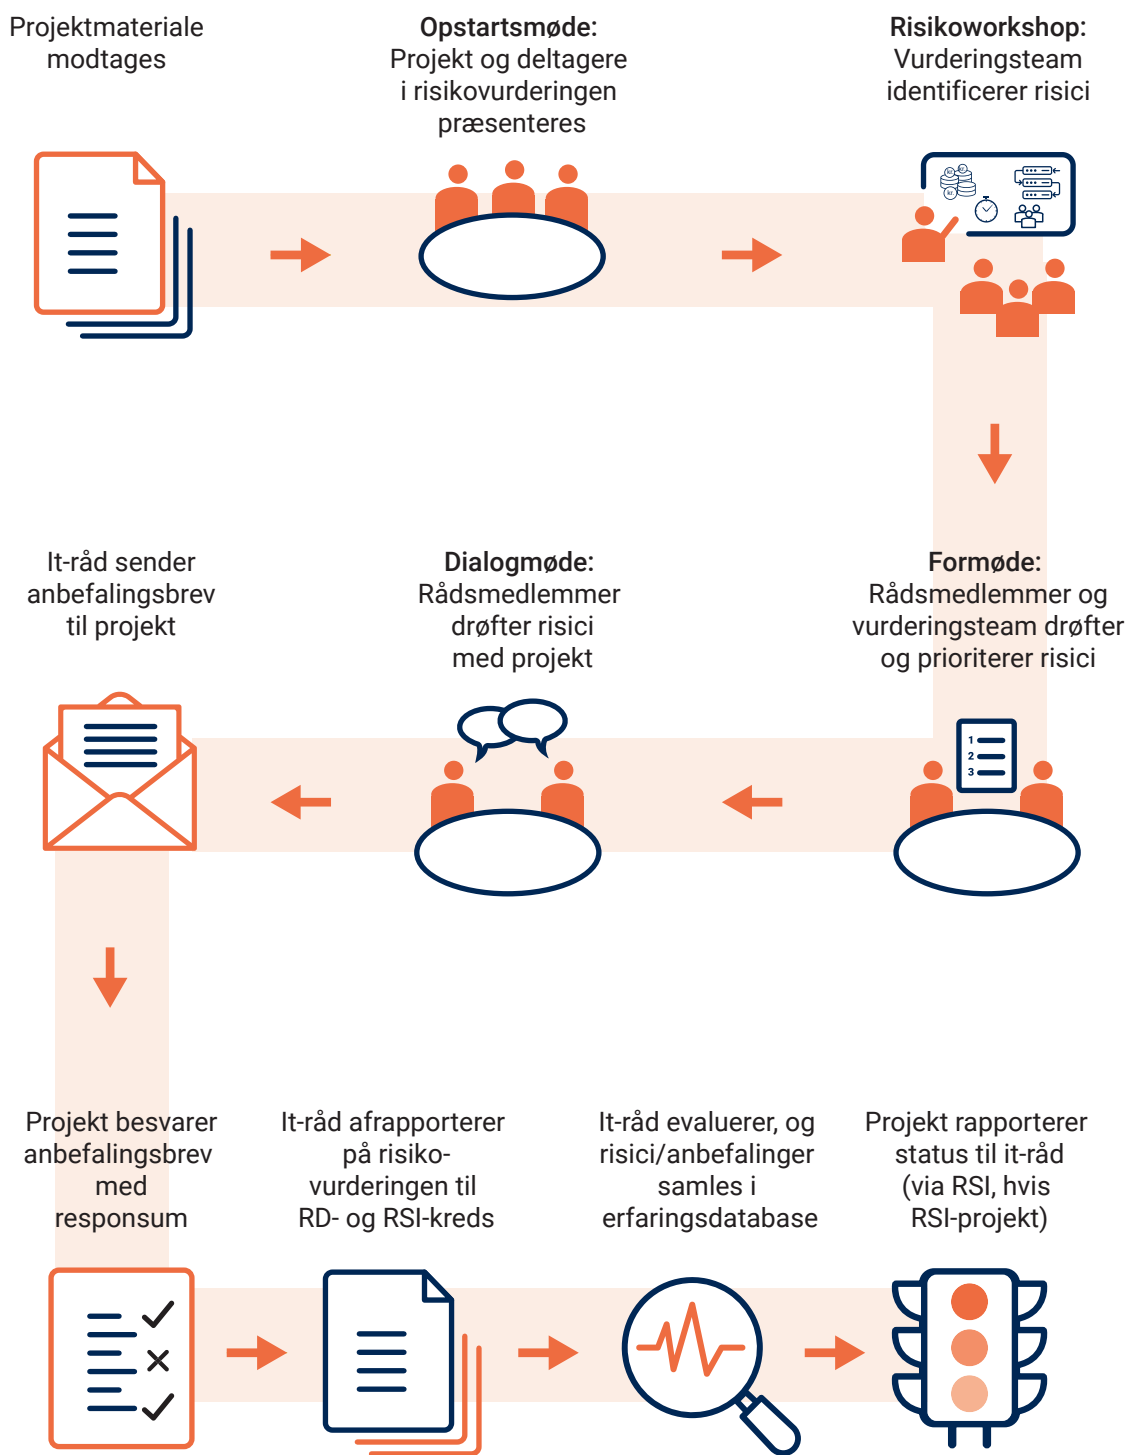 Projektmateriale
modtages
Opstartsmøde:
Projekt og deltagere
i risikovurderingen
præsenteres
Risikoworkshop:
Vurderingsteam
identificerer risici
kr.
kr.
kr.
Formøde:
Rådsmedlemmer og
vurderingsteam drøfter
og prioriterer risici
1
2
3
Dialogmøde:
Rådsmedlemmer
drøfter risici
med projekt
It-råd sender
anbefalingsbrev
til projekt
Projekt besvarer
anbefalingsbrev
med
responsum
It-råd afrapporterer
på risiko-
vurderingen til
RD- og RSI-kreds
It-råd evaluerer, og
risici/anbefalinger
samles i
erfaringsdatabase
Projekt rapporterer
status til it-råd
(via RSI, hvis
RSI-projekt)